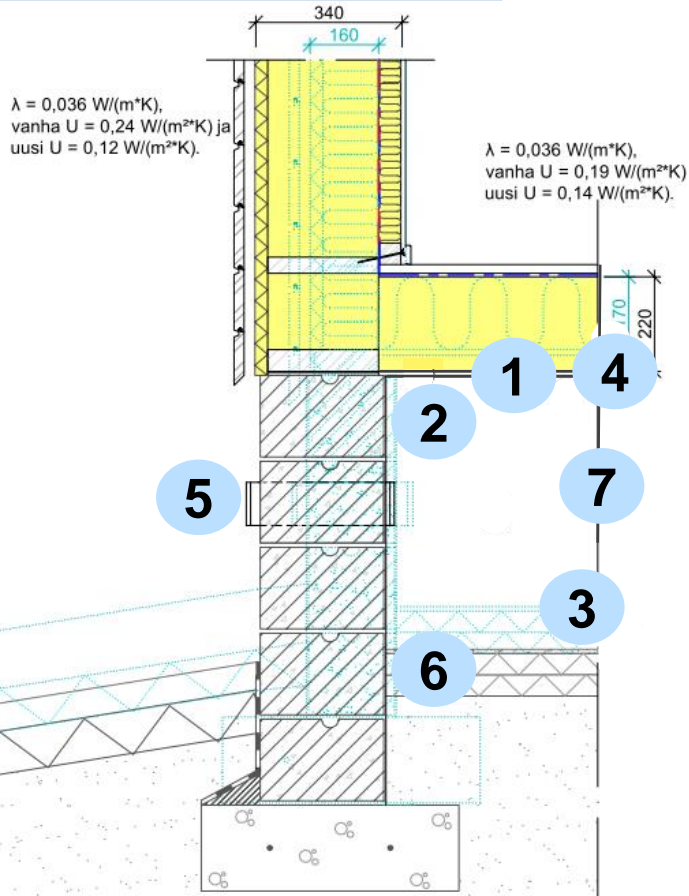 340
160
λ = 0,036 W/(m*K),
vanha U = 0,24 W/(m²*K) ja
uusi U = 0,12 W/(m²*K).
λ = 0,036 W/(m*K),
vanha U = 0,19 W/(m²*K)
uusi U = 0,14 W/(m²*K).
170
220
1
4
2
5
7
3
6